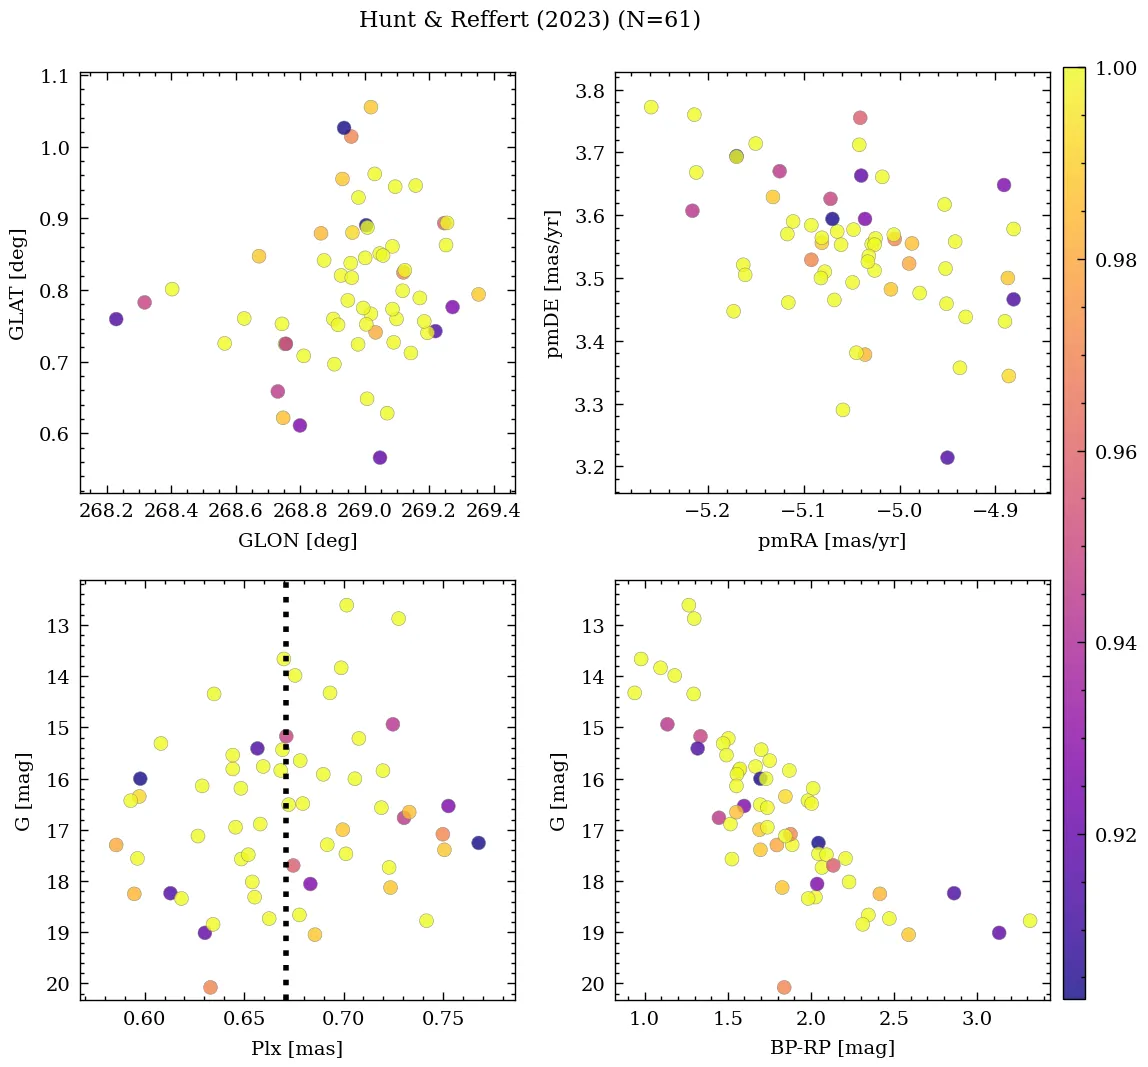 Hunt & Reffert (2023) (N=61)
1.1
1.0
0.9
0.8
0.7
0.6
GLAT [deg]
268.2 268.4 268.6 268.8 269.0 269.2 269.4
GLON [deg]
3.8
3.7
3.6
3.5
3.4
3.3
3.2
pmDE [mas/yr]
−5.2 −5.1 −5.0 −4.9
pmRA [mas/yr]
13
14
15
16
17
18
19
20
G [mag]
0.60 0.65 0.70 0.75
Plx [mas]
13
14
15
16
17
18
19
20
G [mag]
1.0 1.5 2.0 2.5 3.0
BP-RP [mag]
1.00
0.98
0.96
0.94
0.92